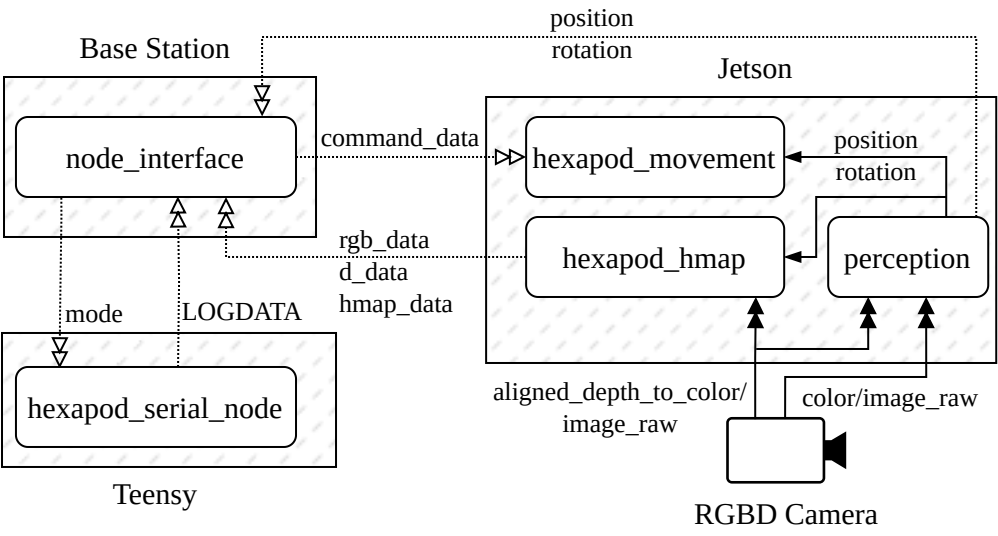 position
rotation
Base Station
Jetson
node_interface
command_data
hexapod_movement
position
rotation
rgb_data
d_data
hmap_data
hexapod_hmap
perception
mode
LOGDATA
hexapod_serial_node
Teensy
aligned_depth_to_color/
image_raw
color/image_raw
RGBD Camera